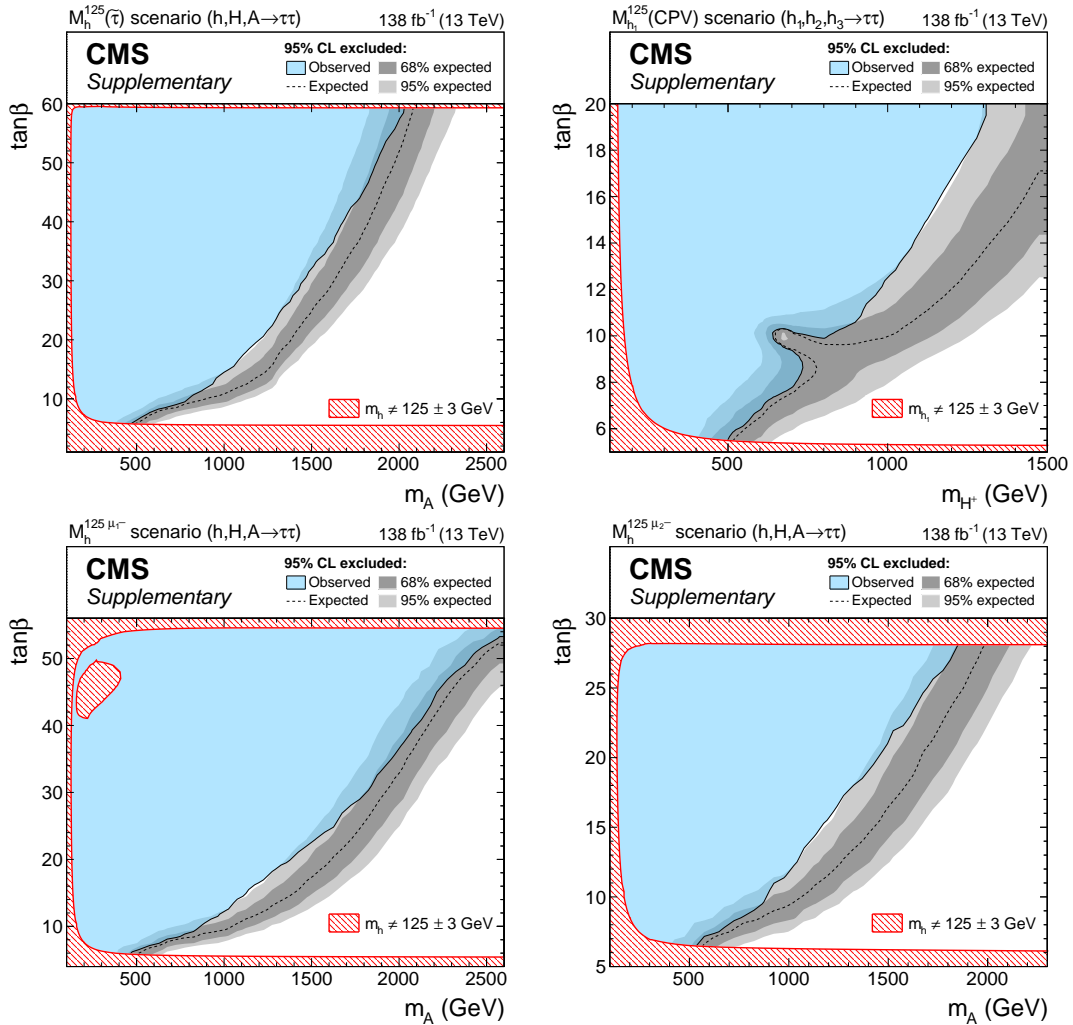 M_h^125(τ̃) scenario (h,H,A→ττ) 138 fb⁻¹ (13 TeV)
CMS
Supplementary
95% CL excluded:
Observed 68% expected
Expected 95% expected
tanβ
60
50
40
30
20
10
m_h ≠ 125 ± 3 GeV
500 1000 1500 2000 2500
m_A (GeV)
M_h₁^125(CPV) scenario (h₁,h₂,h₃→ττ) 138 fb⁻¹ (13 TeV)
CMS
Supplementary
95% CL excluded:
Observed 68% expected
Expected 95% expected
tanβ
20
18
16
14
12
10
8
6
m_h₁ ≠ 125 ± 3 GeV
500 1000 1500
m_H⁺ (GeV)
M_h^125 μ₁− scenario (h,H,A→ττ) 138 fb⁻¹ (13 TeV)
CMS
Supplementary
95% CL excluded:
Observed 68% expected
Expected 95% expected
tanβ
50
40
30
20
10
m_h ≠ 125 ± 3 GeV
500 1000 1500 2000 2500
m_A (GeV)
M_h^125 μ₂− scenario (h,H,A→ττ) 138 fb⁻¹ (13 TeV)
CMS
Supplementary
95% CL excluded:
Observed 68% expected
Expected 95% expected
tanβ
30
25
20
15
10
5
m_h ≠ 125 ± 3 GeV
500 1000 1500 2000
m_A (GeV)